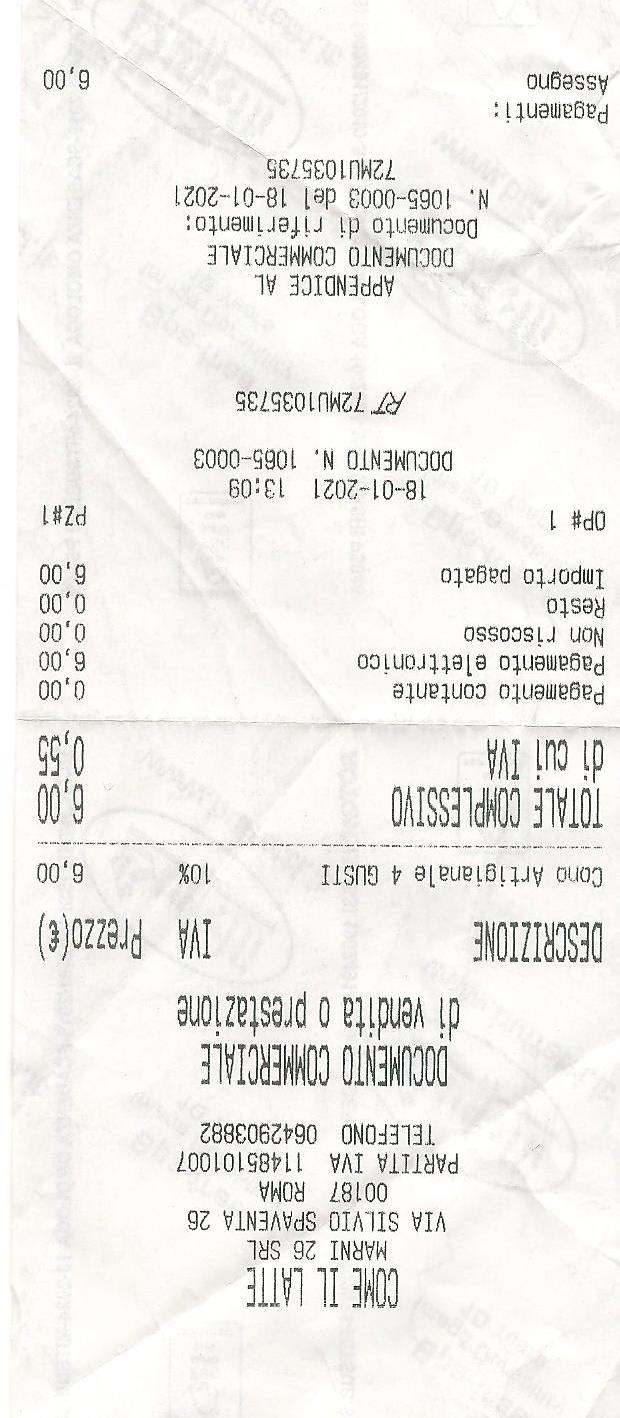 COME IL LATTE
MARNI 26 SRL
VIA SILVIO SPAVENTA 26
00187 ROMA
PARTITA IVA 11485101007
TELEFONO 0642903882
DOCUMENTO COMMERCIALE
di vendita o prestazione
DESCRIZIONE IVA Prezzo(€)
Cono Artigianale 4 GUSTI 10% 6,00
TOTALE COMPLESSIVO 6,00
di cui IVA 0,55
Pagamento contante 0,00
Pagamento elettronico 6,00
Non riscosso 0,00
Resto 0,00
Importo pagato 6,00
OP# 1 PZ#1
18-01-2021 13:09
DOCUMENTO N. 1065-0003
RT 72MU1035735
APPENDICE AL
DOCUMENTO COMMERCIALE
Documento di riferimento:
N. 1065-0003 del 18-01-2021
72MU1035735
Pagamenti:
Assegno 6,00